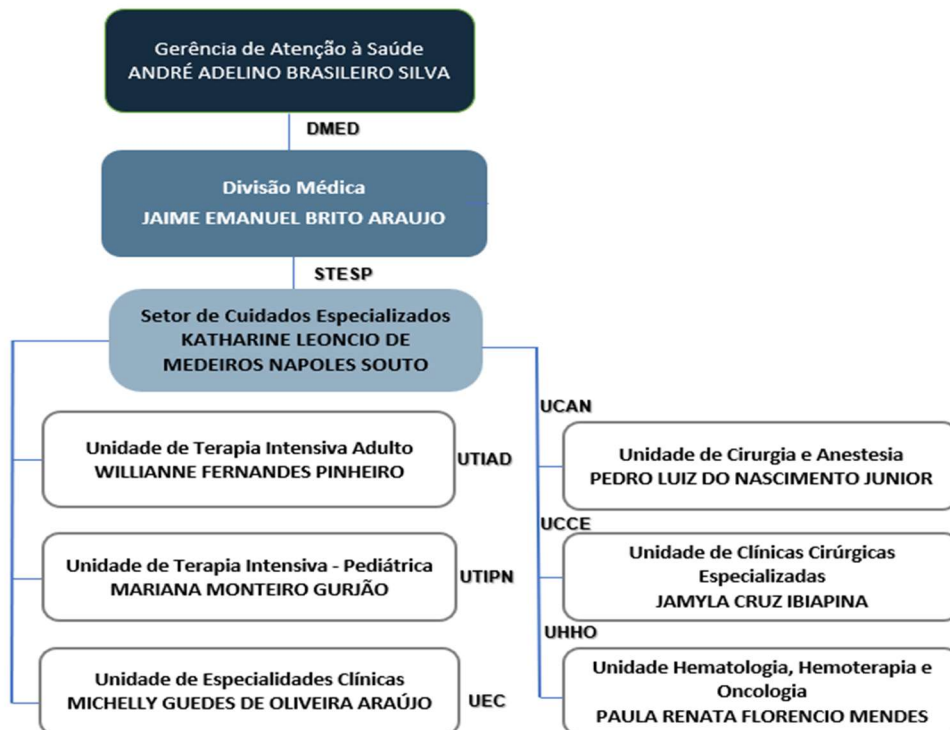 Gerência de Atenção à Saúde
ANDRÉ ADELINO BRASILEIRO SILVA
DMED
Divisão Médica
JAIME EMANUEL BRITO ARAUJO
STESP
Setor de Cuidados Especializados
KATHARINE LEONCIO DE
MEDEIROS NAPOLES SOUTO
Unidade de Terapia Intensiva Adulto
WILLIANNE FERNANDES PINHEIRO
UTIAD
Unidade de Terapia Intensiva - Pediátrica
MARIANA MONTEIRO GURJÃO
UTIPN
Unidade de Especialidades Clínicas
MICHELLY GUEDES DE OLIVEIRA ARAÚJO
UEC
UCAN
Unidade de Cirurgia e Anestesia
PEDRO LUIZ DO NASCIMENTO JUNIOR
UCCE
Unidade de Clínicas Cirúrgicas
Especializadas
JAMYLA CRUZ IBIAPINA
UHHO
Unidade Hematologia, Hemoterapia e
Oncologia
PAULA RENATA FLORENCIO MENDES